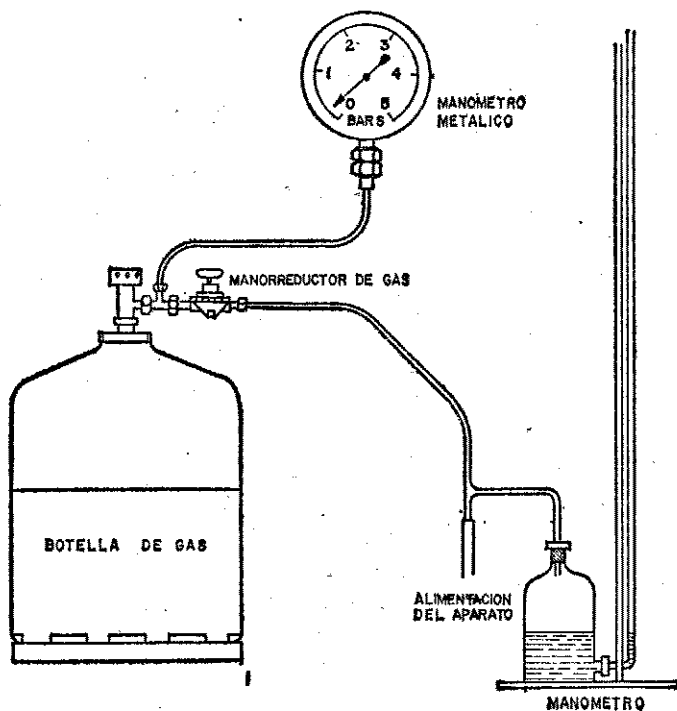 2 3
1 4
0 5
BARS
MANOMETRO
METALICO
MANORREDUCTOR DE GAS
BOTELLA DE GAS
ALIMENTACION
DEL APARATO
1
MANOMETRO